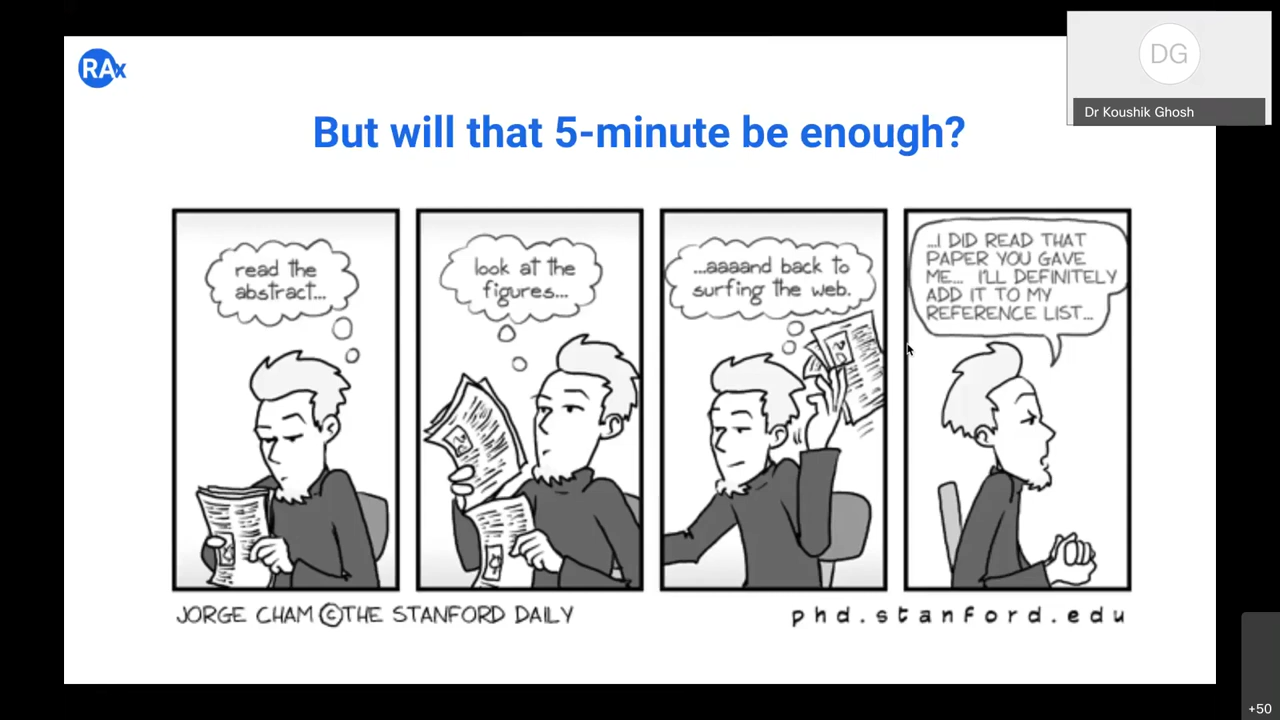 RAx
DG
Dr Koushik Ghosh
But will that 5-minute be enough?
read the
abstract...
look at the
figures...
...aaaand back to
surfing the web.
...I DID READ THAT
PAPER YOU GAVE
ME... I'LL DEFINITELY
ADD IT TO MY
REFERENCE LIST...
JORGE CHAM ©THE STANFORD DAILY
phd.stanford.edu
+50